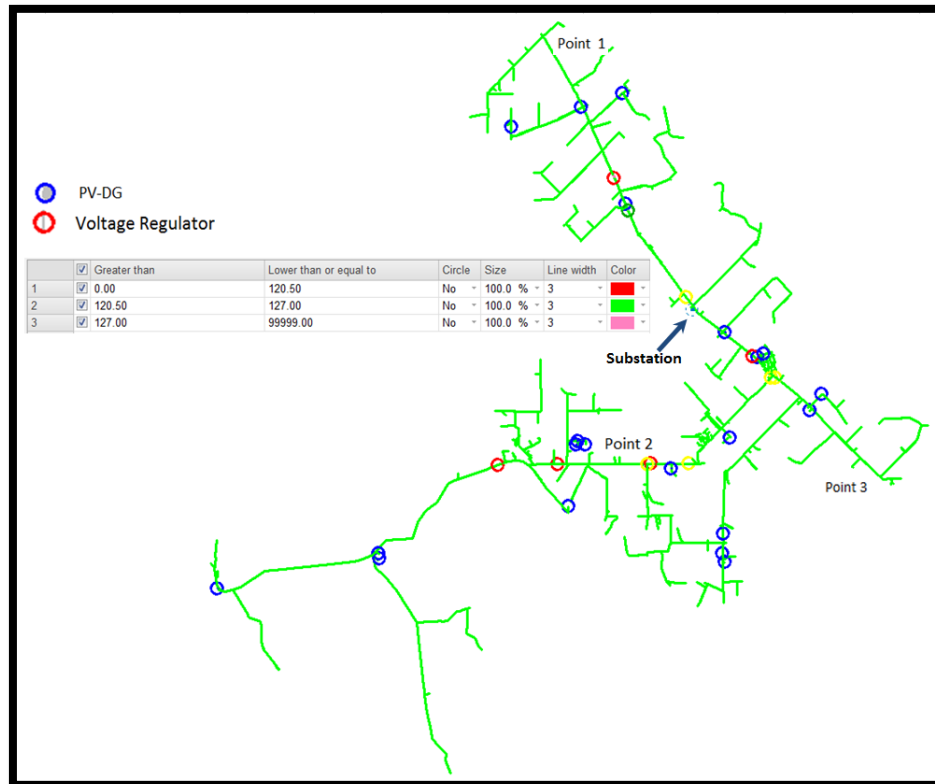 Point 1
PV-DG
Voltage Regulator
Greater than Lower than or equal to Circle Size Line width Color
1 0.00 120.50 No 100.0 % 3
2 120.50 127.00 No 100.0 % 3
3 127.00 99999.00 No 100.0 % 3
Substation
Point 2
Point 3